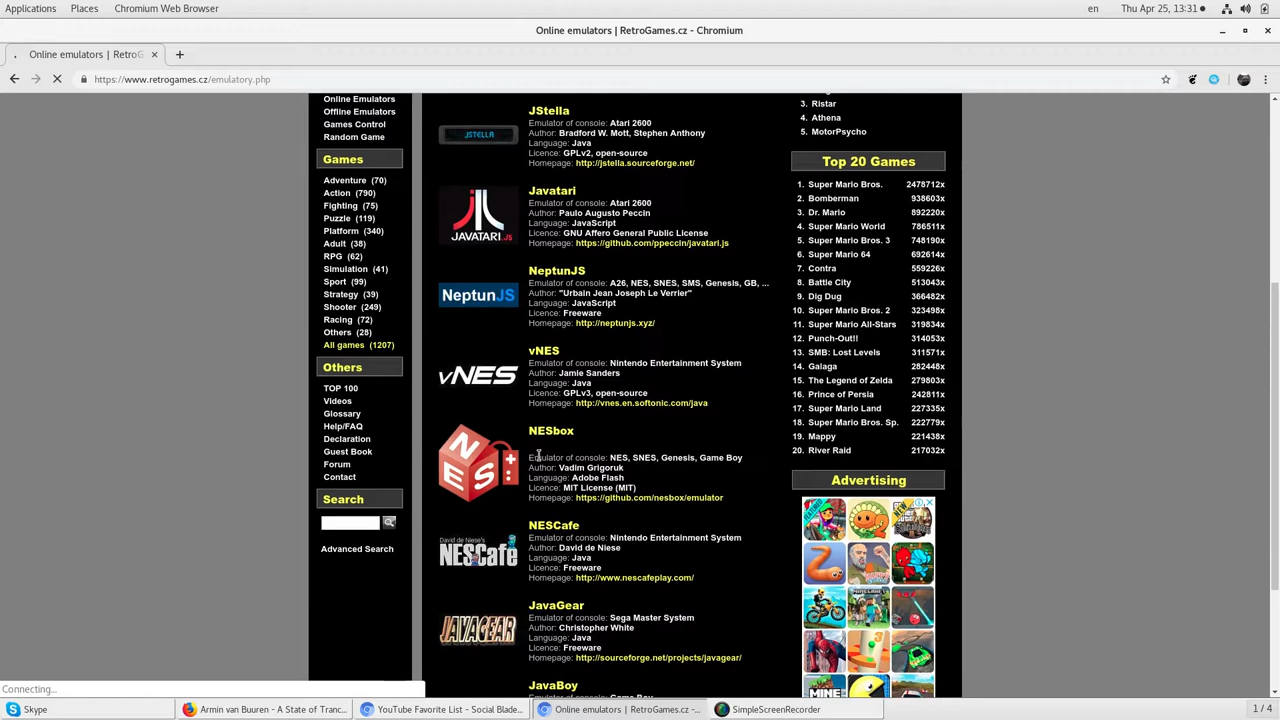 Applications Places Chromium Web Browser en Thu Apr 25, 13:31
Online emulators | RetroGames.cz - Chromium
Online emulators | RetroG
https://www.retrogames.cz/emulatory.php
Online Emulators
Offline Emulators
Games Control
Random Game
Games
Adventure (70)
Action (790)
Fighting (75)
Puzzle (119)
Platform (340)
Adult (38)
RPG (62)
Simulation (41)
Sport (99)
Strategy (39)
Shooter (249)
Racing (72)
Others (28)
All games (1207)
Others
TOP 100
Videos
Glossary
Help/FAQ
Declaration
Guest Book
Forum
Contact
Search
Advanced Search
JSTELLA
JStella
Emulator of console: Atari 2600
Author: Bradford W. Mott, Stephen Anthony
Language: Java
Licence: GPLv2, open-source
Homepage: http://jstella.sourceforge.net/
JAVATARI.JS
Javatari
Emulator of console: Atari 2600
Author: Paulo Augusto Peccin
Language: JavaScript
Licence: GNU Affero General Public License
Homepage: https://github.com/ppeccin/javatari.js
NeptunJS
NeptunJS
Emulator of console: A26, NES, SNES, SMS, Genesis, GB, ...
Author: "Urbain Jean Joseph Le Verrier"
Language: JavaScript
Licence: Freeware
Homepage: http://neptunjs.xyz/
vNES
vNES
Emulator of console: Nintendo Entertainment System
Author: Jamie Sanders
Language: Java
Licence: GPLv3, open-source
Homepage: http://vnes.en.softonic.com/java
NES
NESbox
Emulator of console: NES, SNES, Genesis, Game Boy
Author: Vadim Grigoruk
Language: Adobe Flash
Licence: MIT License (MIT)
Homepage: https://github.com/nesbox/emulator
David de Niese's
NESCafe
NESCafe
Emulator of console: Nintendo Entertainment System
Author: David de Niese
Language: Java
Licence: Freeware
Homepage: http://www.nescafeplay.com/
JAVAGEAR
JavaGear
Emulator of console: Sega Master System
Author: Christopher White
Language: Java
Licence: Freeware
Homepage: http://sourceforge.net/projects/javagear/
JavaBoy
3. Ristar
4. Athena
5. MotorPsycho
Top 20 Games
1. Super Mario Bros. 2478712x
2. Bomberman 938603x
3. Dr. Mario 892220x
4. Super Mario World 786511x
5. Super Mario Bros. 3 748190x
6. Super Mario 64 692614x
7. Contra 559226x
8. Battle City 513043x
9. Dig Dug 366482x
10. Super Mario Bros. 2 323498x
11. Super Mario All-Stars 319834x
12. Punch-Out!! 314053x
13. SMB: Lost Levels 311571x
14. Galaga 282448x
15. The Legend of Zelda 279803x
16. Prince of Persia 242811x
17. Super Mario Land 227335x
18. Super Mario Bros. Sp. 222779x
19. Mappy 221438x
20. River Raid 217032x
Advertising
Connecting...
Skype Armin van Buuren - A State of Tranc... YouTube Favorite List - Social Blade... Online emulators | RetroGames.cz -... SimpleScreenRecorder 1 / 4